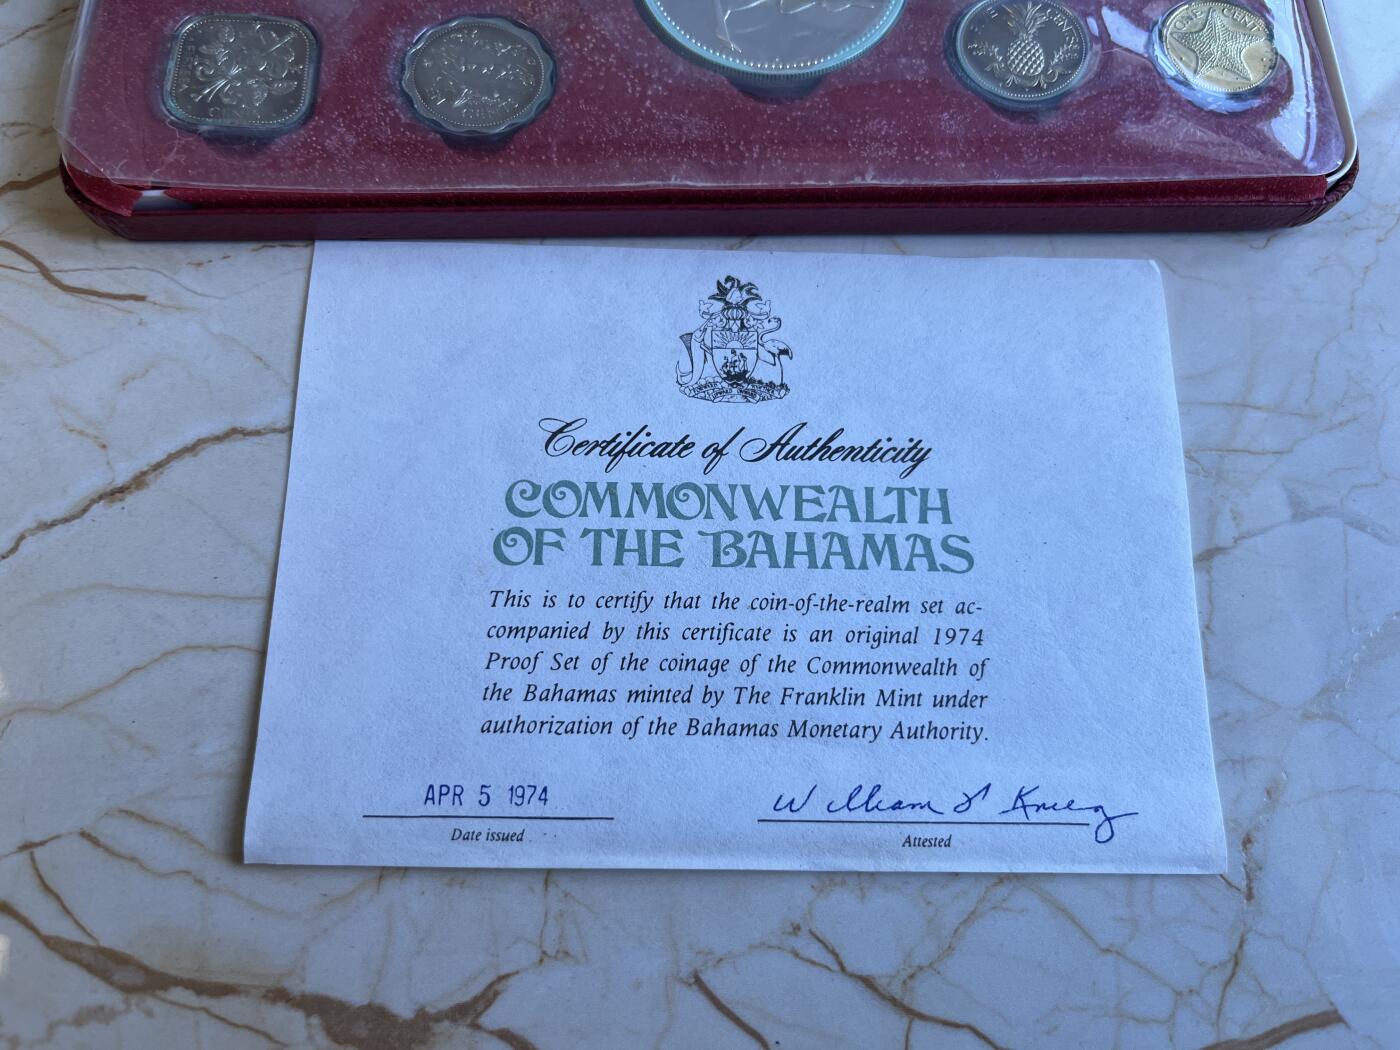 ONE CENT
Certificate of Authenticity
COMMONWEALTH
OF THE BAHAMAS
This is to certify that the coin-of-the-realm set ac-
companied by this certificate is an original 1974
Proof Set of the coinage of the Commonwealth of
the Bahamas minted by The Franklin Mint under
authorization of the Bahamas Monetary Authority.
APR 5 1974
Date issued
William
Attested